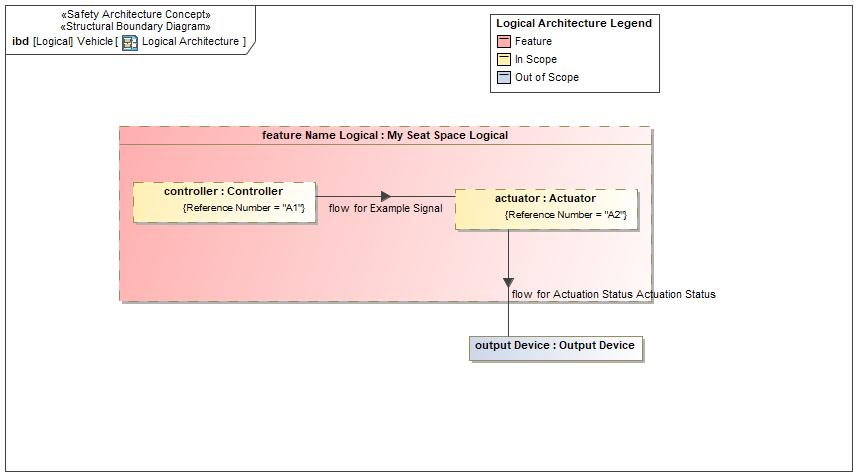 «Safety Architecture Concept»
«Structural Boundary Diagram»
ibd [Logical] Vehicle [ Logical Architecture ]
Logical Architecture Legend
Feature
In Scope
Out of Scope
feature Name Logical : My Seat Space Logical
controller : Controller
{Reference Number = "A1"}
flow for Example Signal
actuator : Actuator
{Reference Number = "A2"}
flow for Actuation Status Actuation Status
output Device : Output Device